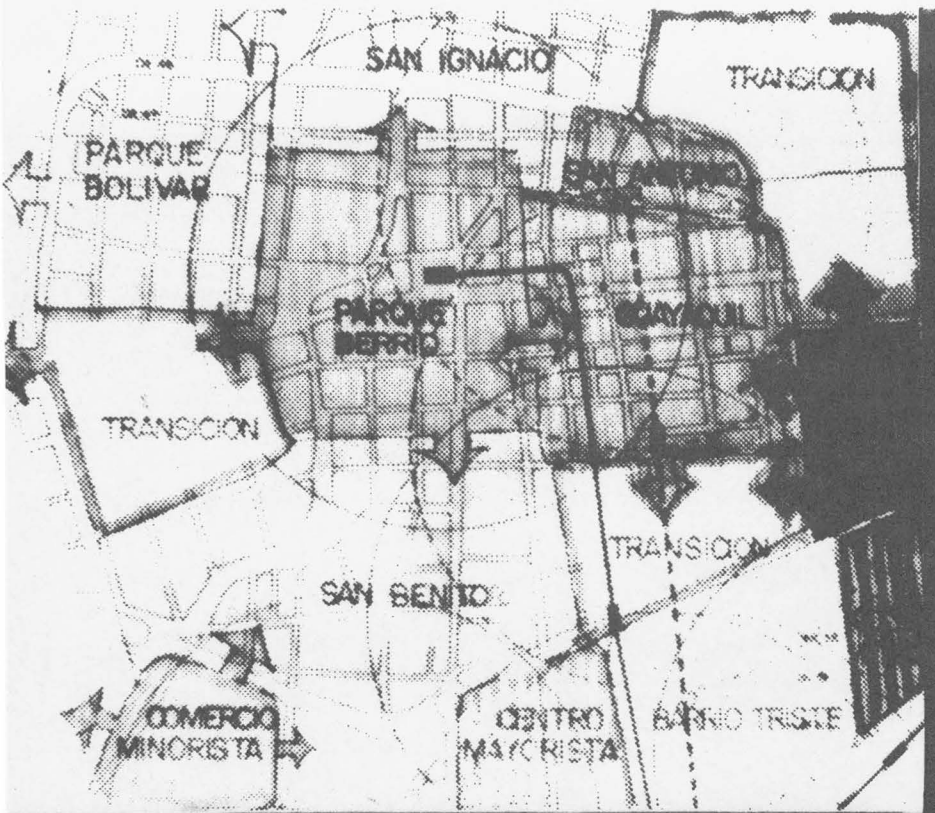 SAN IGNACIO
TRANSICION
PARQUE
BOLIVAR
SAN ANTONIO
PARQUE
BERRIO
GUAYAQUIL
TRANSICION
TRANSICION
SAN BENITO
COMERCIO
MINORISTA
CENTRO
MAYORISTA
BARRIO TRISTE